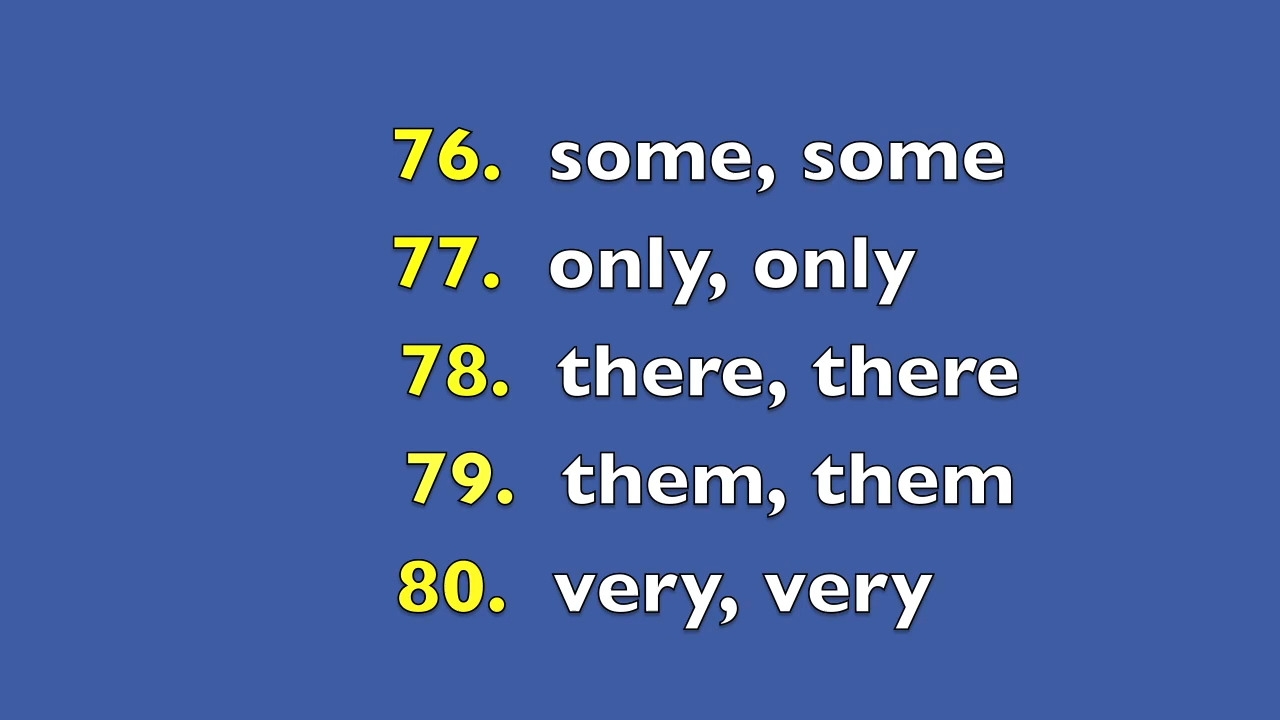 76. some, some
77. only, only
78. there, there
79. them, them
80. very, very